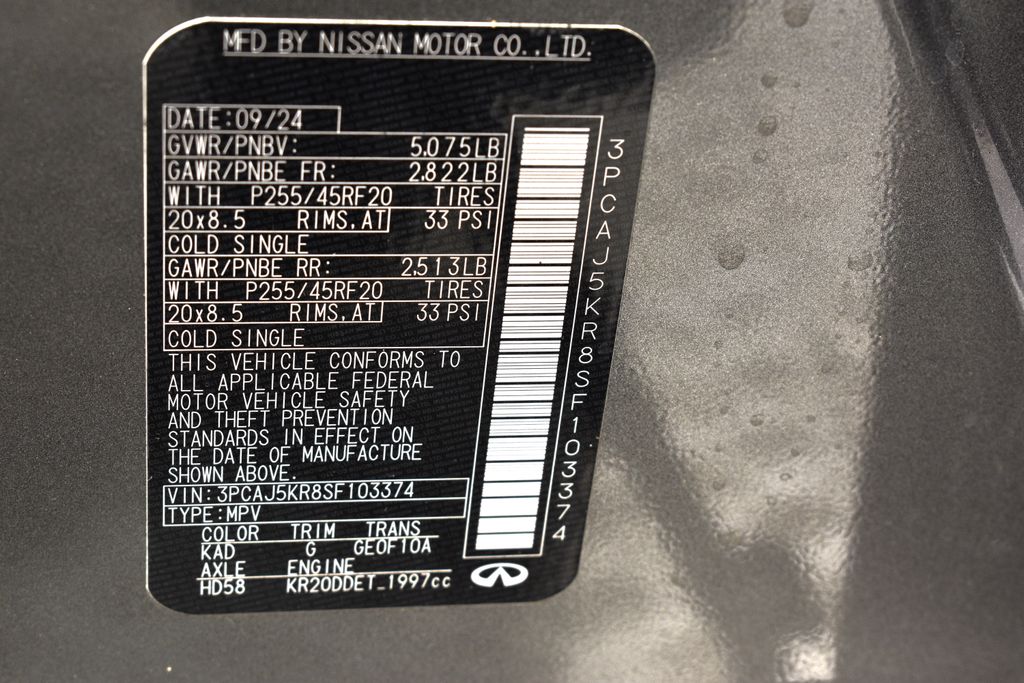 MFD BY NISSAN MOTOR CO.,LTD.
DATE:09/24
GVWR/PNBV: 5,075LB
GAWR/PNBE FR: 2,822LB
WITH P255/45RF20 TIRES
20x8.5 RIMS,AT 33 PSI
COLD SINGLE
GAWR/PNBE RR: 2,513LB
WITH P255/45RF20 TIRES
20x8.5 RIMS,AT 33 PSI
COLD SINGLE
THIS VEHICLE CONFORMS TO
ALL APPLICABLE FEDERAL
MOTOR VEHICLE SAFETY
AND THEFT PREVENTION
STANDARDS IN EFFECT ON
THE DATE OF MANUFACTURE
SHOWN ABOVE.
VIN:3PCAJ5KR8SF103374
TYPE:MPV
COLOR TRIM TRANS
KAD G GEOF10A
AXLE ENGINE
HD58 KR20DDET_1997cc
3PCAJ5KR8SF103374